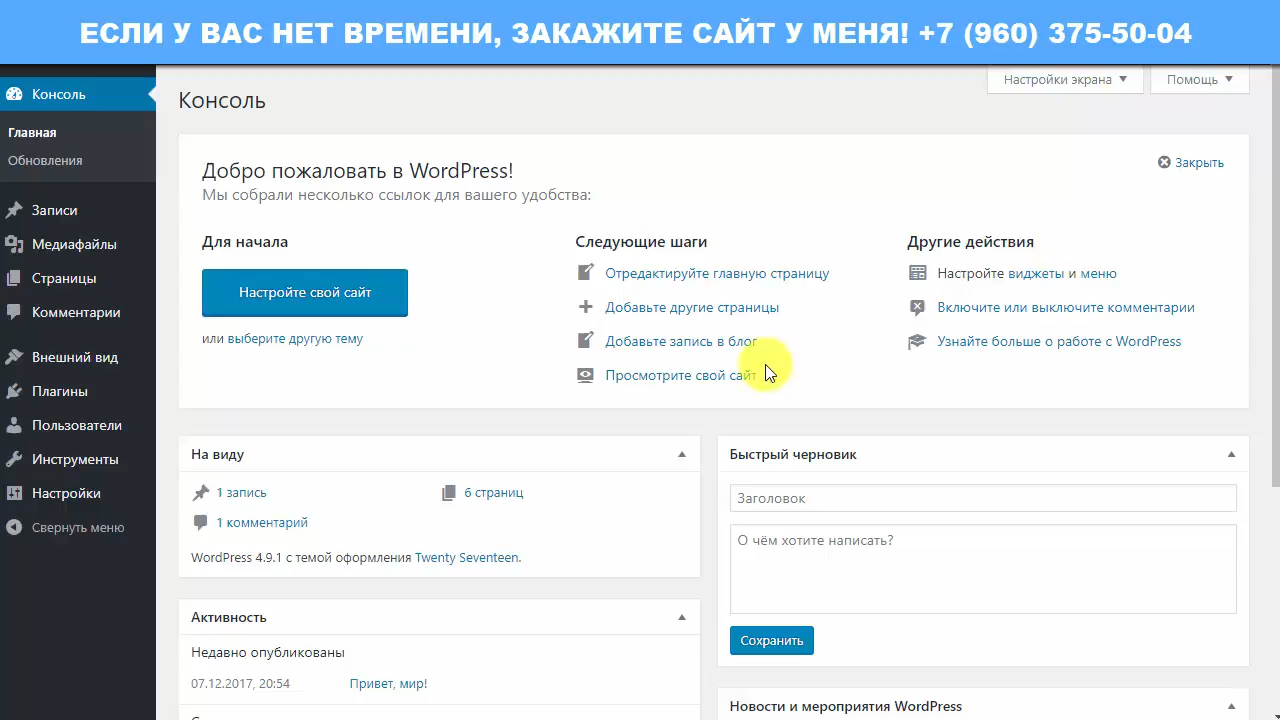 ЕСЛИ У ВАС НЕТ ВРЕМЕНИ, ЗАКАЖИТЕ САЙТ У МЕНЯ! +7 (960) 375-50-04
Настройки экрана
Помощь
Консоль
Главная
Обновления
Записи
Медиафайлы
Страницы
Комментарии
Внешний вид
Плагины
Пользователи
Инструменты
Настройки
Свернуть меню
Консоль
Добро пожаловать в WordPress!
Закрыть
Мы собрали несколько ссылок для вашего удобства:
Для начала
Настройте свой сайт
или выберите другую тему
Следующие шаги
Отредактируйте главную страницу
Добавьте другие страницы
Добавьте запись в блог
Просмотрите свой сайт
Другие действия
Настройте виджеты и меню
Включите или выключите комментарии
Узнайте больше о работе с WordPress
На виду
1 запись
6 страниц
1 комментарий
WordPress 4.9.1 с темой оформления Twenty Seventeen.
Активность
Недавно опубликованы
07.12.2017, 20:54 Привет, мир!
Быстрый черновик
Заголовок
О чём хотите написать?
Сохранить
Новости и мероприятия WordPress